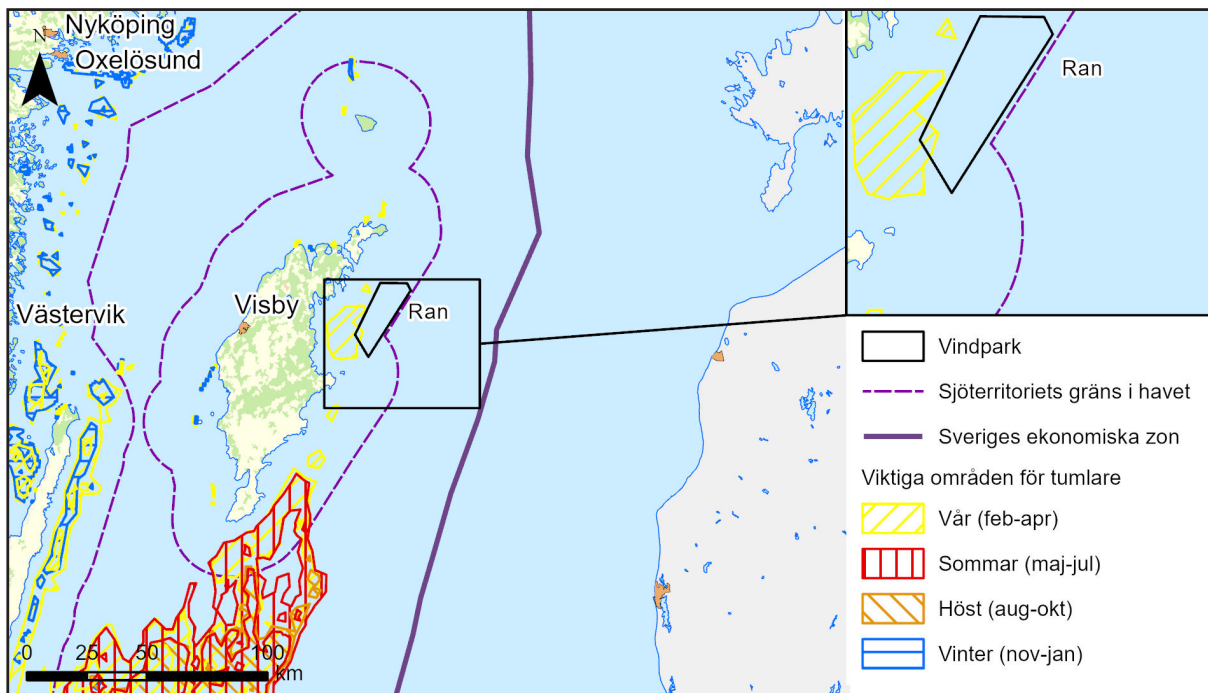 Nyköping
N
Oxelösund
Ran
Västervik
Visby
Ran
0 25 50 100
km
Vindpark
Sjöterritoriets gräns i havet
Sveriges ekonomiska zon
Viktiga områden för tumlare
Vår (feb-apr)
Sommar (maj-jul)
Höst (aug-okt)
Vinter (nov-jan)